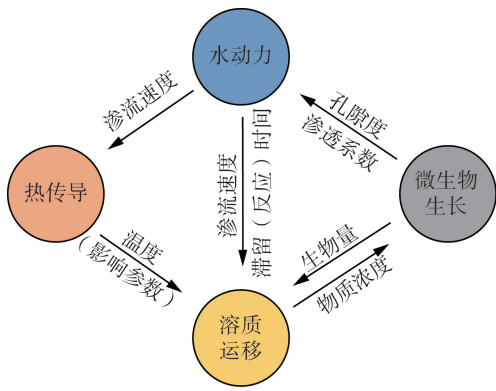 水动力
渗流速度
孔隙度
渗透系数
渗流速度
滞留（反应）时间
热传导
微生物
生长
温度
（影响参数）
生物量
物质浓度
溶质
运移